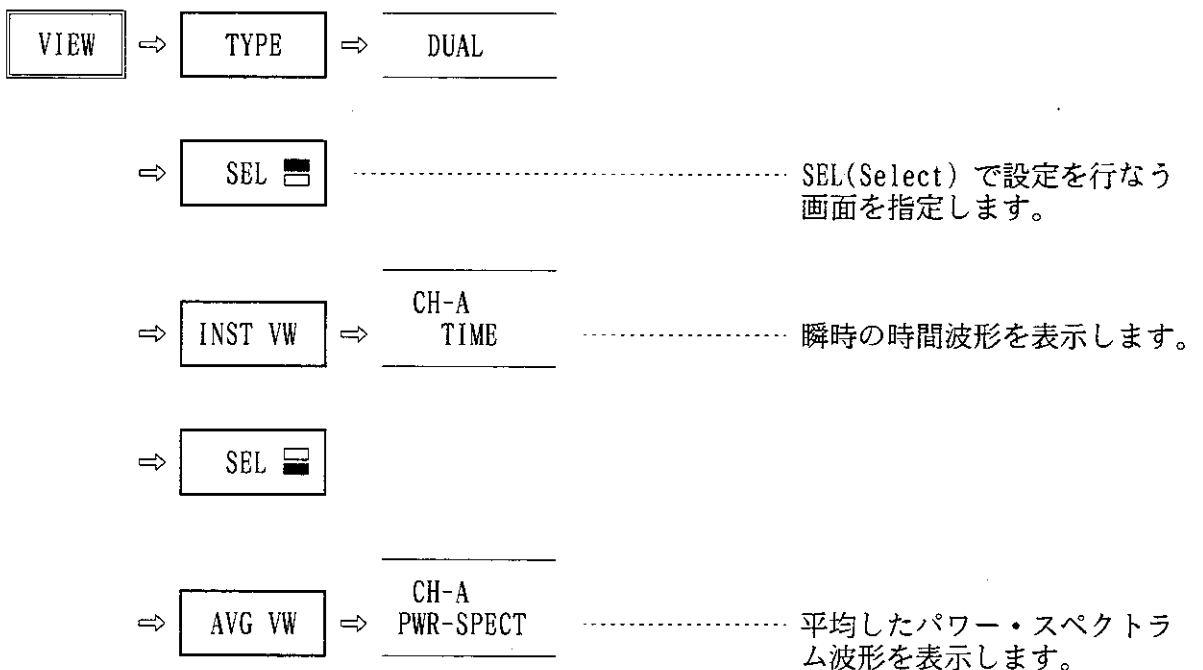 VIEW ⇨ TYPE ⇨ DUAL
⇨ SEL SEL(Select) で設定を行なう
画面を指定します。
CH-A
⇨ INST VW ⇨ TIME 瞬時の時間波形を表示します。
⇨ SEL
CH-A
⇨ AVG VW ⇨ PWR-SPECT 平均したパワー・スペクトラ
ム波形を表示します。